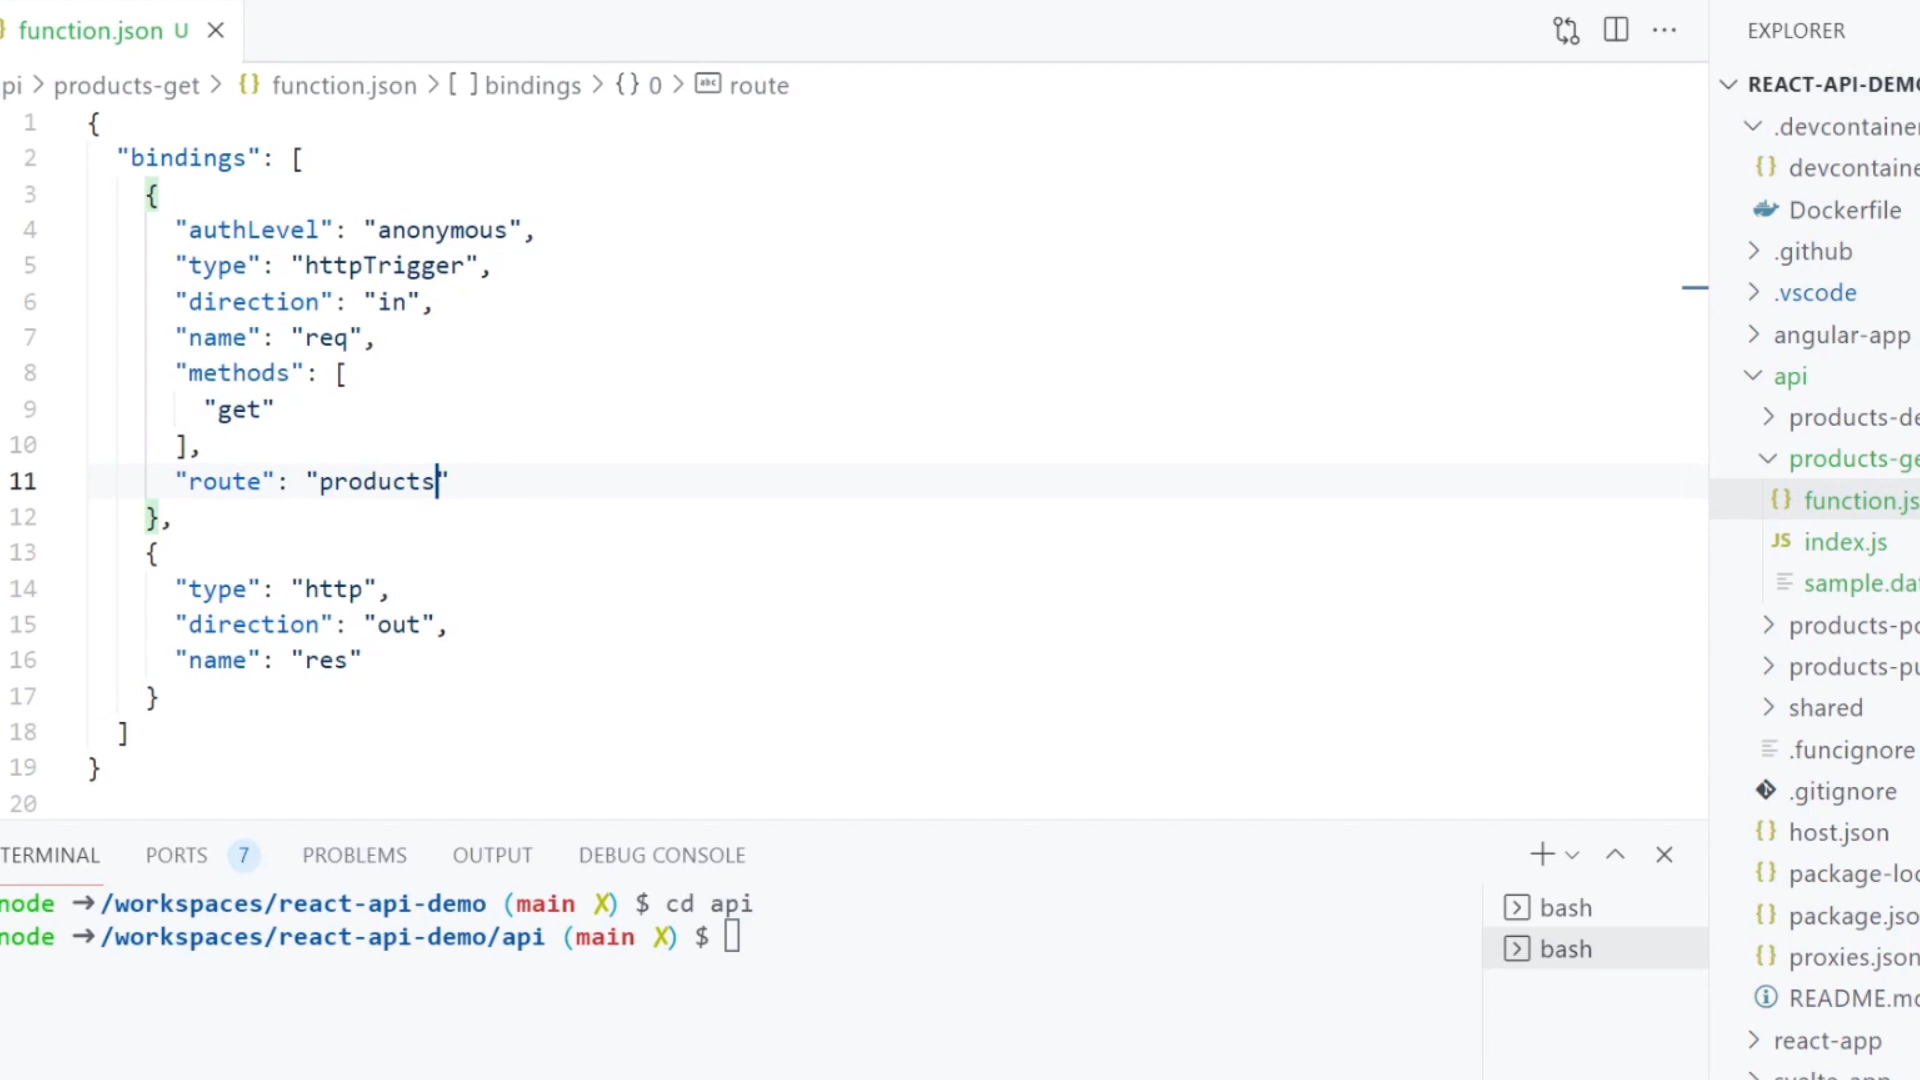 function.json U
EXPLORER
pi > products-get > {} function.json > [ ] bindings > {} 0 > abc route
1 {
2 "bindings": [
3 {
4 "authLevel": "anonymous",
5 "type": "httpTrigger",
6 "direction": "in",
7 "name": "req",
8 "methods": [
9 "get"
10 ],
11 "route": "products"
12 },
13 {
14 "type": "http",
15 "direction": "out",
16 "name": "res"
17 }
18 ]
19 }
20
TERMINAL PORTS 7 PROBLEMS OUTPUT DEBUG CONSOLE
node → /workspaces/react-api-demo (main X) $ cd api
node → /workspaces/react-api-demo/api (main X) $
bash
bash
REACT-API-DEMO
.devcontainer
{} devcontaine
Dockerfile
.github
.vscode
angular-app
api
products-de
products-ge
{} function.js
JS index.js
sample.da
products-po
products-pu
shared
.funcignore
.gitignore
{} host.json
{} package-loc
{} package.jso
{} proxies.json
README.m
react-app